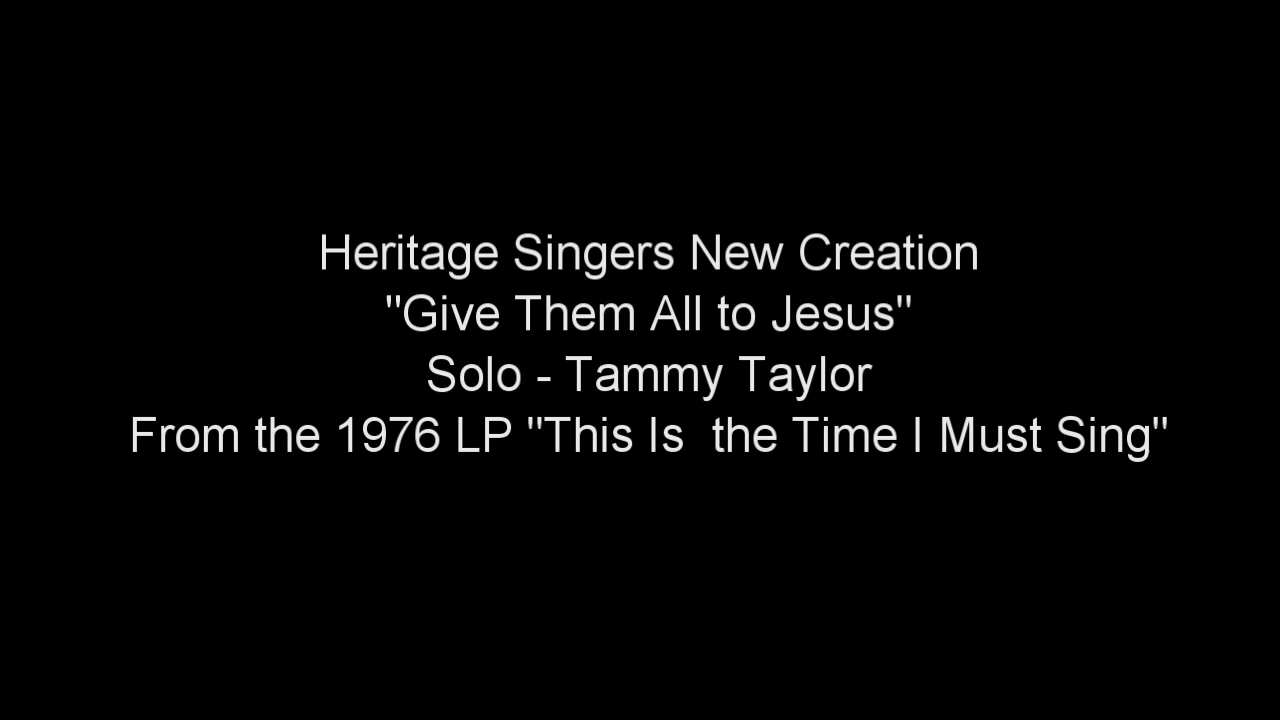 Heritage Singers New Creation
"Give Them All to Jesus"
Solo - Tammy Taylor
From the 1976 LP "This Is  the Time I Must Sing"